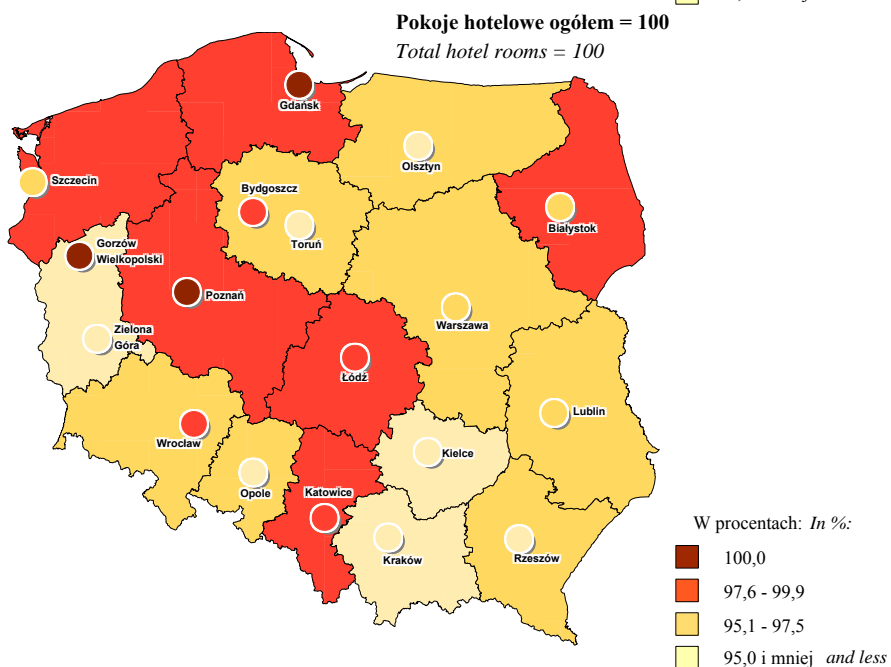 Pokoje hotelowe ogółem = 100
Total hotel rooms = 100
Gdańsk
Olsztyn
Szczecin
Bydgoszcz
Toruń
Białystok
Gorzów
Wielkopolski
Poznań
Warszawa
Zielona
Góra
Łódź
Lublin
Wrocław
Kielce
Opole
Katowice
Kraków
Rzeszów
W procentach: In %:
100,0
97,6 - 99,9
95,1 - 97,5
95,0 i mniej and less